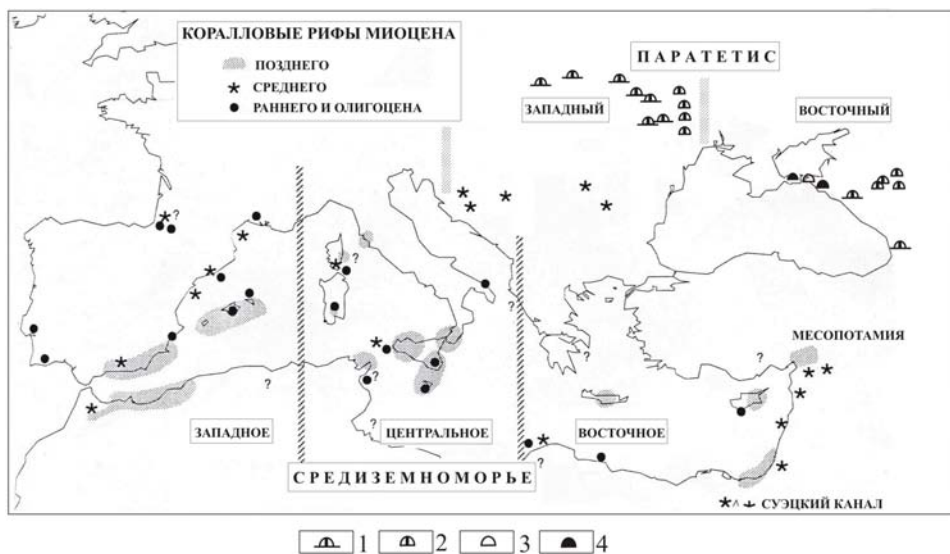 КОРАЛЛОВЫЕ РИФЫ МИОЦЕНА
ПОЗДНЕГО
СРЕДНЕГО
РАННЕГО И ОЛИГОЦЕНА
ПАРАТЕТИС
ЗАПАДНЫЙ
ВОСТОЧНЫЙ
?
?
?
?
?
МЕСОПОТАМИЯ
?
?
?
?
ЗАПАДНОЕ
ЦЕНТРАЛЬНОЕ
ВОСТОЧНОЕ
?
СРЕДИЗЕМНОМОРЬЕ
СУЭЦКИЙ КАНАЛ
1 2 3 4